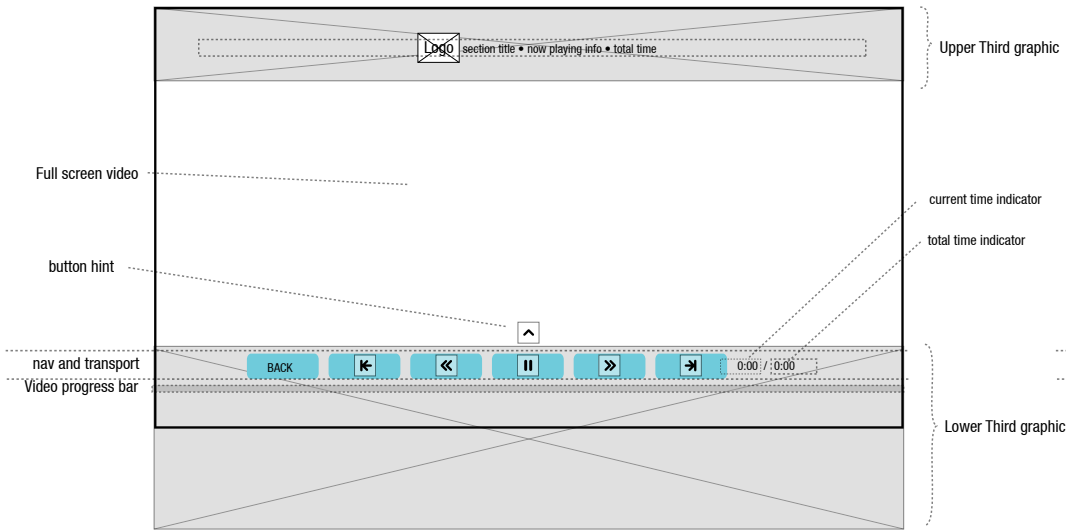 Logo section title • now playing info • total time
Upper Third graphic
Full screen video
current time indicator
total time indicator
button hint
nav and transport
BACK
0:00 / 0:00
Video progress bar
Lower Third graphic